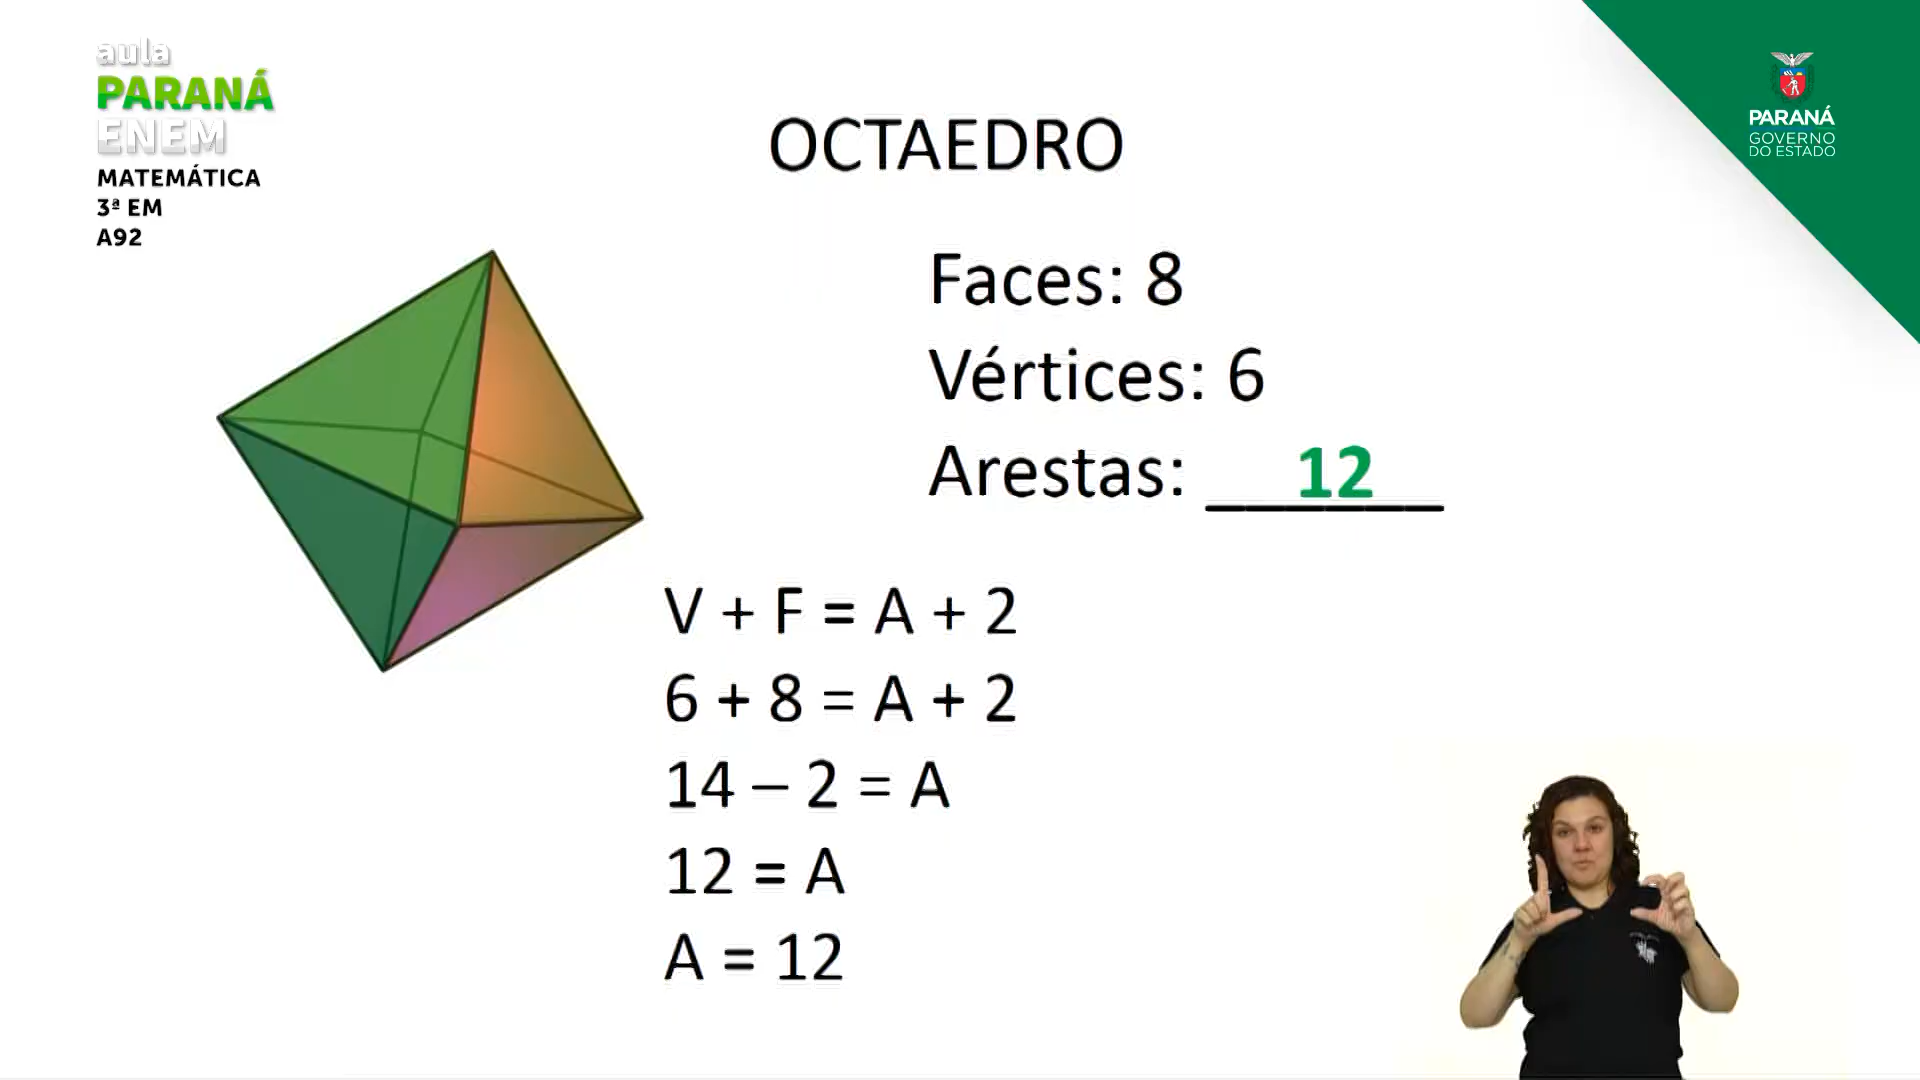 aula
PARANÁ
ENEM
MATEMÁTICA
3ª EM
A92
PARANÁ
GOVERNO
DO ESTADO
OCTAEDRO
Faces: 8
Vértices: 6
Arestas: ______12______
V + F = A + 2
6 + 8 = A + 2
14 – 2 = A
12 = A
A = 12